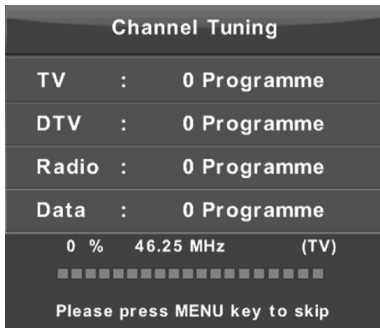 Channel Tuning
TV : 0 Programme
DTV : 0 Programme
Radio : 0 Programme
Data : 0 Programme
0 % 46.25 MHz (TV)
Please press MENU key to skip